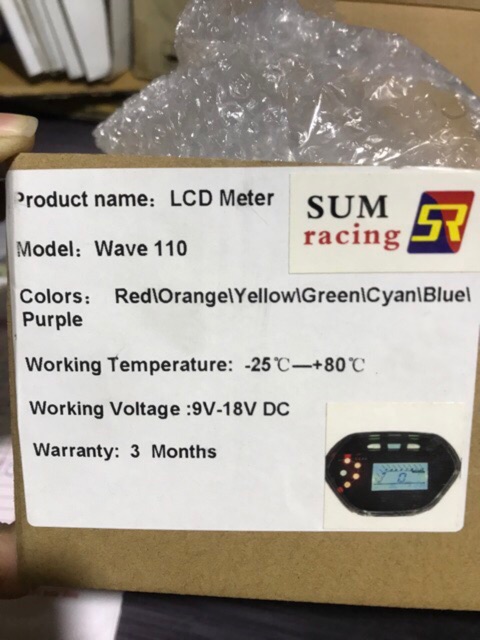 Product name: LCD Meter
SUM
racing
SR
Model: Wave 110
Colors: Red\Orange\Yellow\Green\Cyan\Blue\
Purple
Working Temperature: -25℃—+80℃
Working Voltage :9V-18V DC
Warranty: 3 Months
0